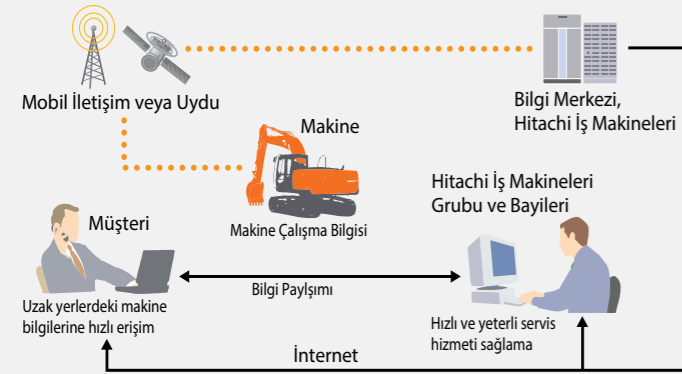 Mobil İletişim veya Uydu
Bilgi Merkezi,
Hitachi İş Makineleri
Makine
Makine Çalışma Bilgisi
Hitachi İş Makineleri
Grubu ve Bayileri
Müşteri
Bilgi Paylşımı
Uzak yerlerdeki makine
bilgilerine hızlı erişim
Hızlı ve yeterli servis
hizmeti sağlama
İnternet